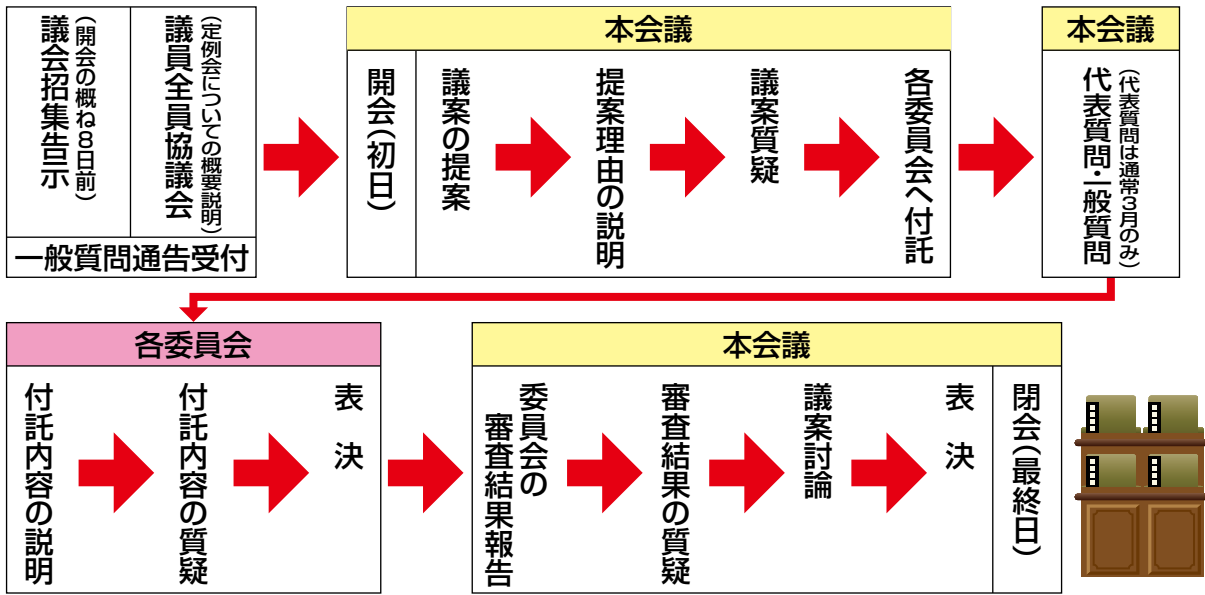 議会招集告示
(開会の概ね8日前)
議員全員協議会
(定例会についての概要説明)
一般質問通告受付
本会議
開会(初日)
議案の提案
提案理由の説明
議案質疑
各委員会へ付託
本会議
代表質問・一般質問
(代表質問は通常3月のみ)
各委員会
付託内容の説明
付託内容の質疑
表決
本会議
委員会の
審査結果報告
審査結果の質疑
議案討論
表決
閉会(最終日)